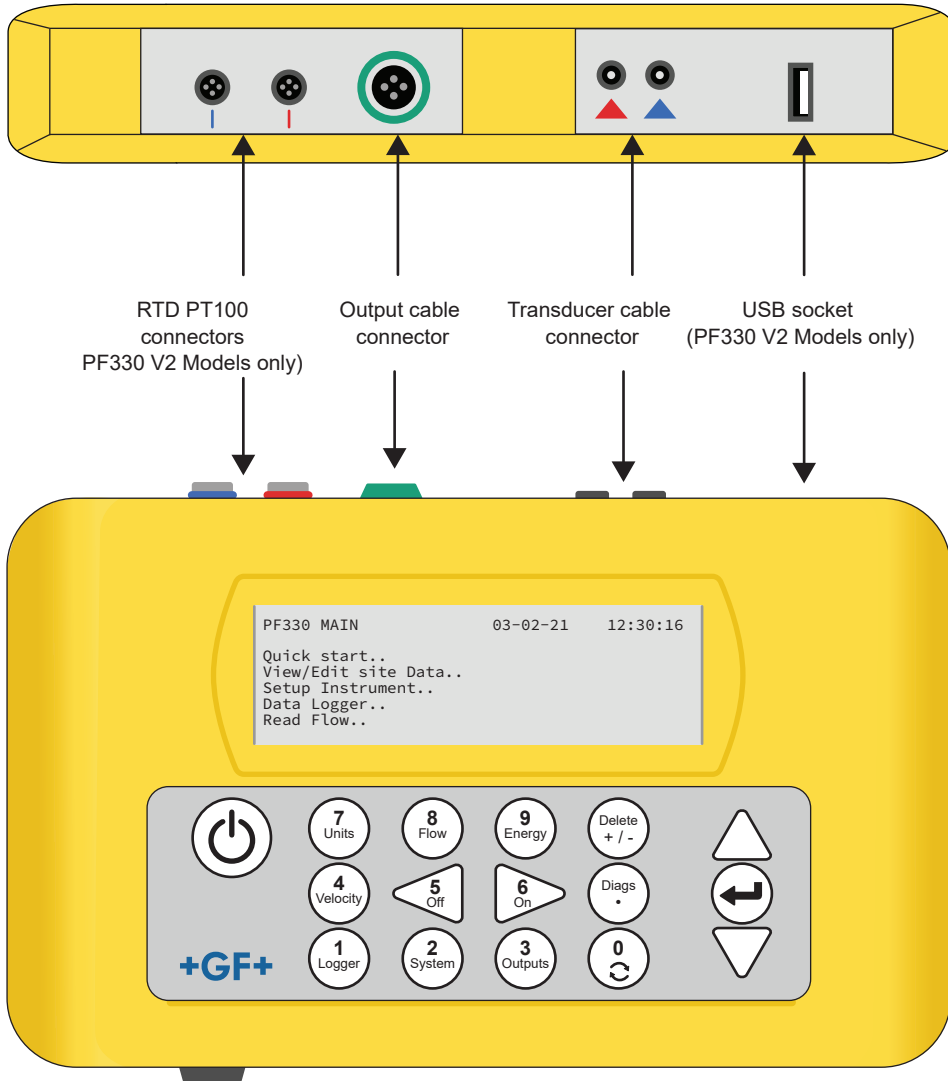 RTD PT100
connectors
PF330 V2 Models only)
Output cable
connector
Transducer cable
connector
USB socket
(PF330 V2 Models only)
PF330 MAIN 03-02-21 12:30:16
Quick start..
View/Edit site Data..
Setup Instrument..
Data Logger..
Read Flow..
7
Units
8
Flow
9
Energy
Delete
+ / -
4
Velocity
5
Off
6
On
Diags
.
1
Logger
2
System
3
Outputs
0
+GF+